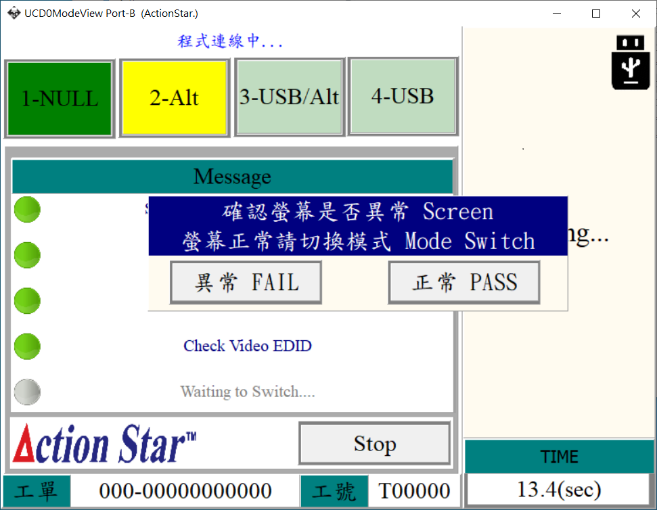 UCD0ModeView Port-B (ActionStar.)
程式連線中...
1-NULL
2-Alt
3-USB/Alt
4-USB
Message
確認螢幕是否異常 Screen
螢幕正常請切換模式 Mode Switch
ng...
異常 FAIL
正常 PASS
Check Video EDID
Waiting to Switch....
Action Star™
Stop
TIME
工單
000-00000000000
工號
T00000
13.4(sec)